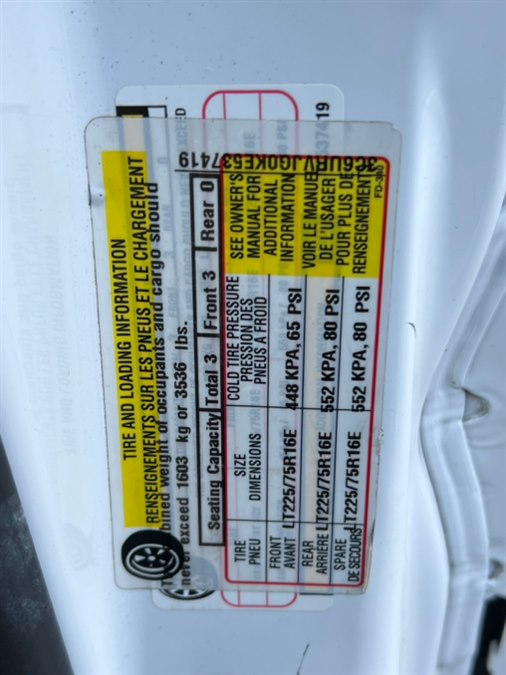 TIRE AND LOADING INFORMATION
RENSEIGNEMENTS SUR LES PNEUS ET LE CHARGEMENT
bined weight of occupants and cargo should
never exceed 1603 kg or 3536 lbs.
Seating Capacity Total 3 Front 3 Rear 0
TIRE SIZE COLD TIRE PRESSURE SEE OWNER'S
PNEU DIMENSIONS PRESSION DES MANUAL FOR
PNEUS A FROID ADDITIONAL
INFORMATION
FRONT
AVANT LT225/75R16E 448 KPA, 65 PSI
VOIR LE MANUEL
REAR DE L'USAGER
ARRIÈRE LT225/75R16E 552 KPA, 80 PSI POUR PLUS DE
RENSEIGNEMENT
SPARE
DE SECOURS LT225/75R16E 552 KPA, 80 PSI
537419
37419